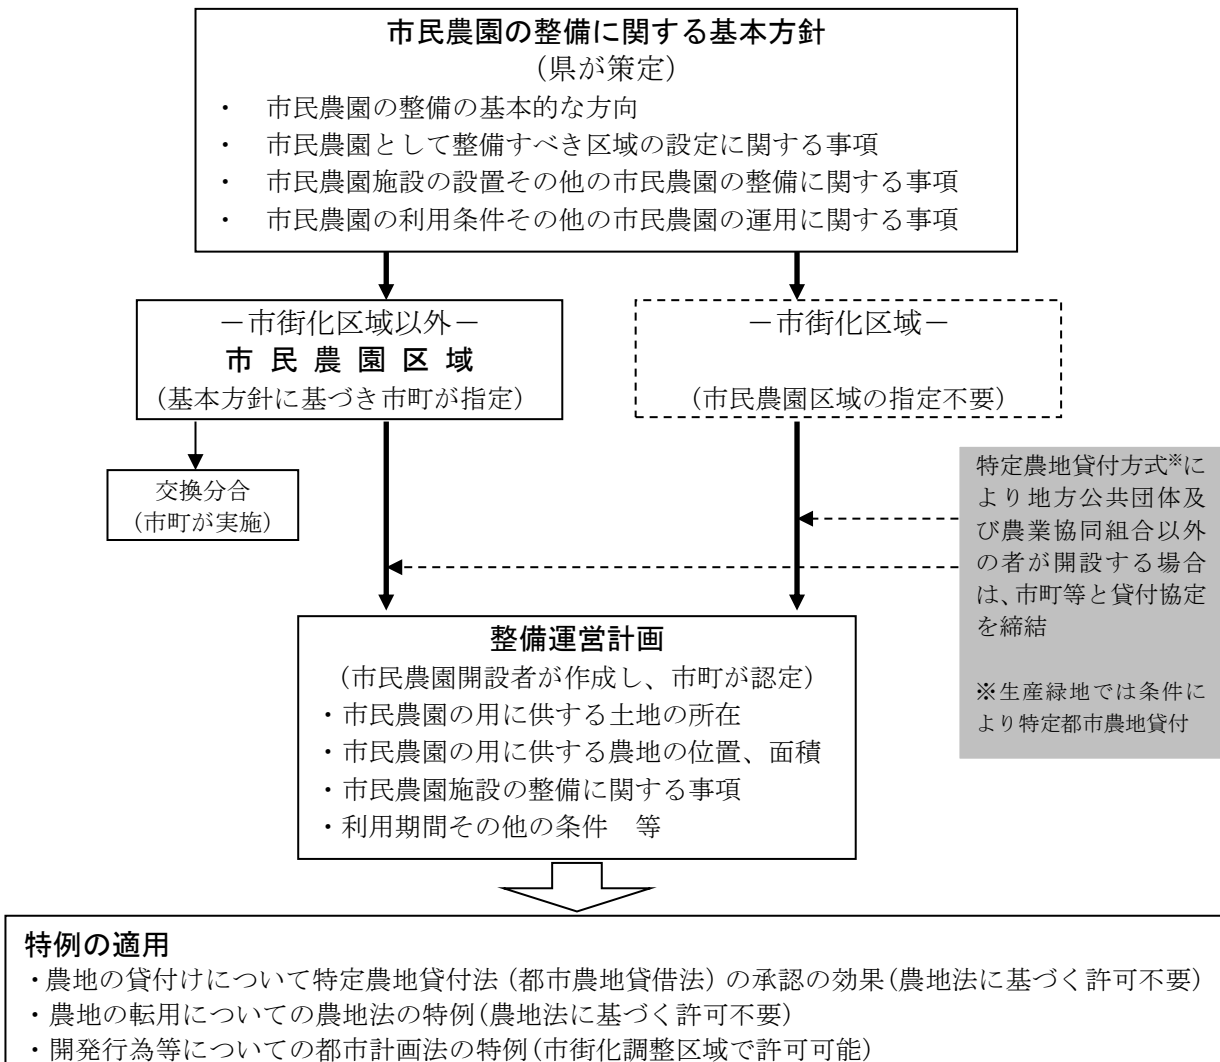 市民農園の整備に関する基本方針
(県が策定)
・ 市民農園の整備の基本的な方向
・ 市民農園として整備すべき区域の設定に関する事項
・ 市民農園施設の設置その他の市民農園の整備に関する事項
・ 市民農園の利用条件その他の市民農園の運用に関する事項
－市街化区域以外－
市 民 農 園 区 域
(基本方針に基づき市町が指定)
－市街化区域－
(市民農園区域の指定不要)
交換分合
(市町が実施)
特定農地貸付方式※に
より地方公共団体及
び農業協同組合以外
の者が開設する場合
は、市町等と貸付協定
を締結
※生産緑地では条件に
より特定都市農地貸付
整備運営計画
(市民農園開設者が作成し、市町が認定)
・市民農園の用に供する土地の所在
・市民農園の用に供する農地の位置、面積
・市民農園施設の整備に関する事項
・利用期間その他の条件　等
特例の適用
・農地の貸付けについて特定農地貸付法(都市農地貸借法)の承認の効果(農地法に基づく許可不要)
・農地の転用についての農地法の特例(農地法に基づく許可不要)
・開発行為等についての都市計画法の特例(市街化調整区域で許可可能)